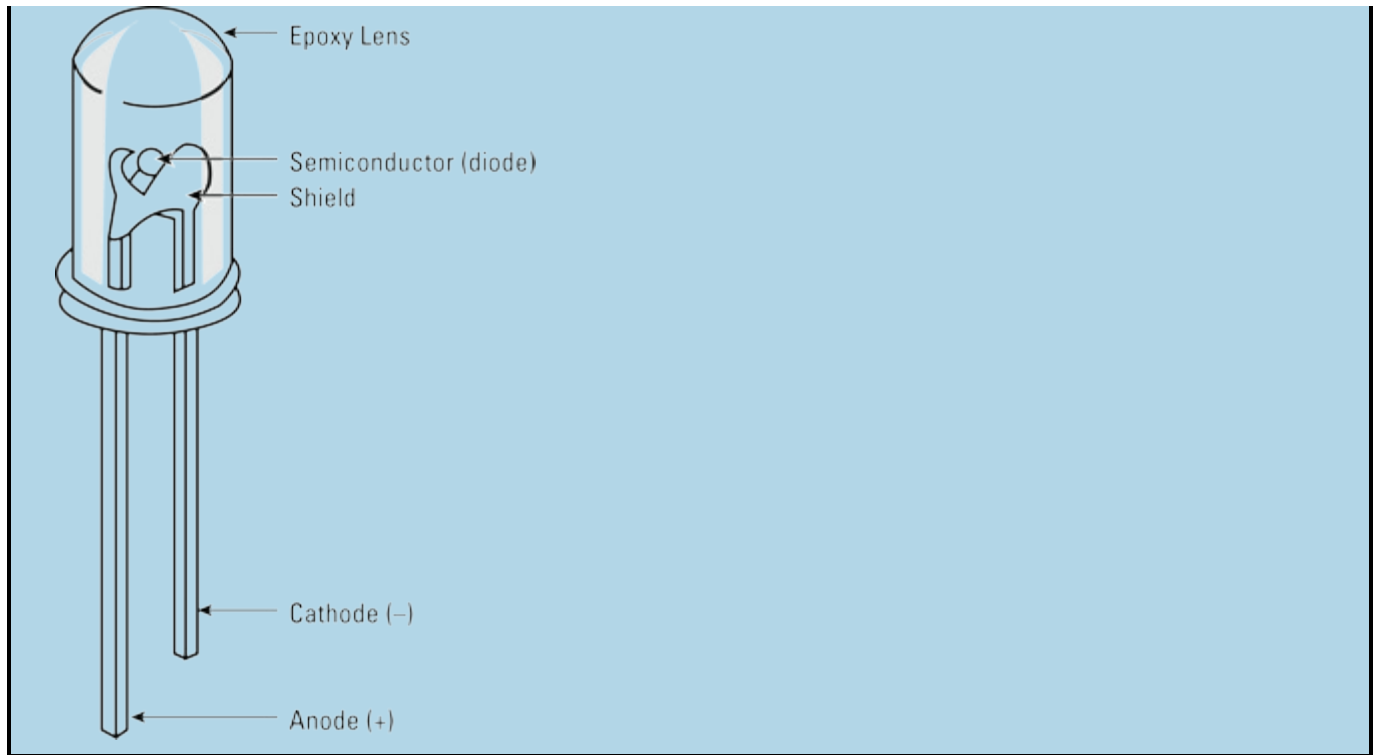 Epoxy Lens
Semiconductor (diode)
Shield
Cathode (–)
Anode (+)